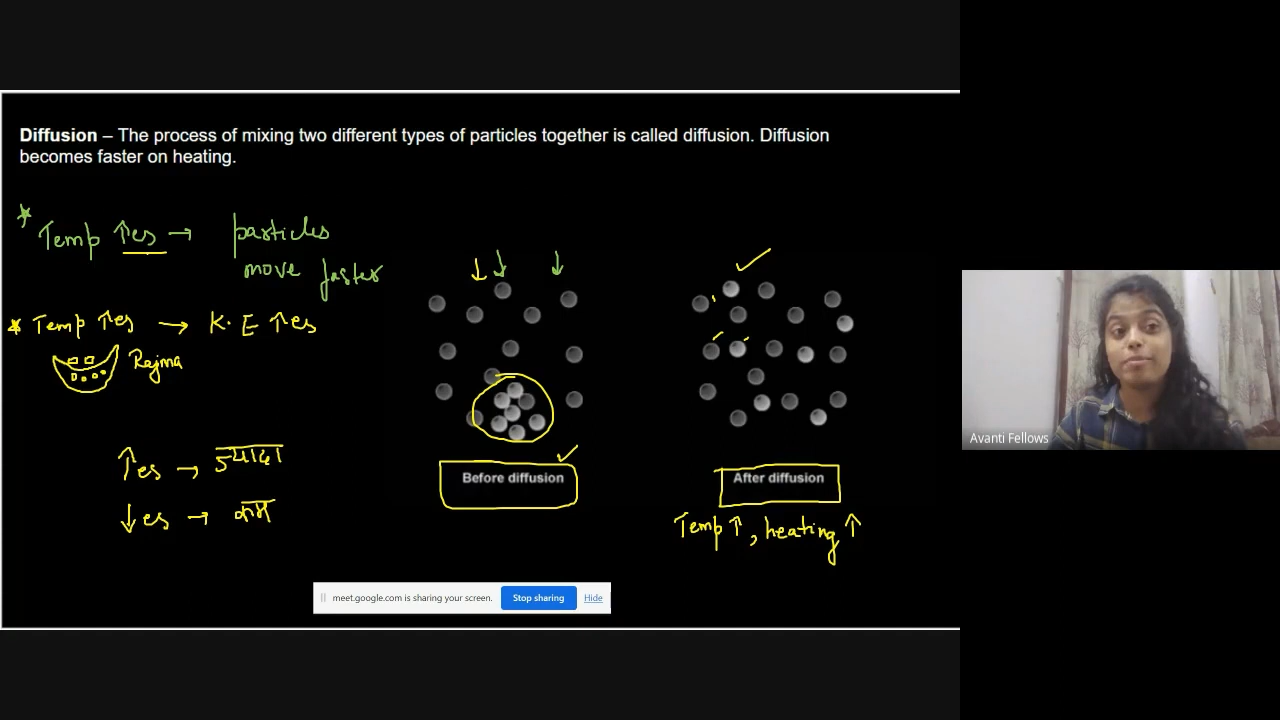 Diffusion – The process of mixing two different types of particles together is called diffusion. Diffusion
becomes faster on heating.
* Temp ↑es → particles
move faster
* Temp ↑es → K.E ↑es
Rajma
↑es → ज्यादा
↓es → कम
Before diffusion
After diffusion
Temp ↑, heating ↑
meet.google.com is sharing your screen. Stop sharing Hide
Avanti Fellows